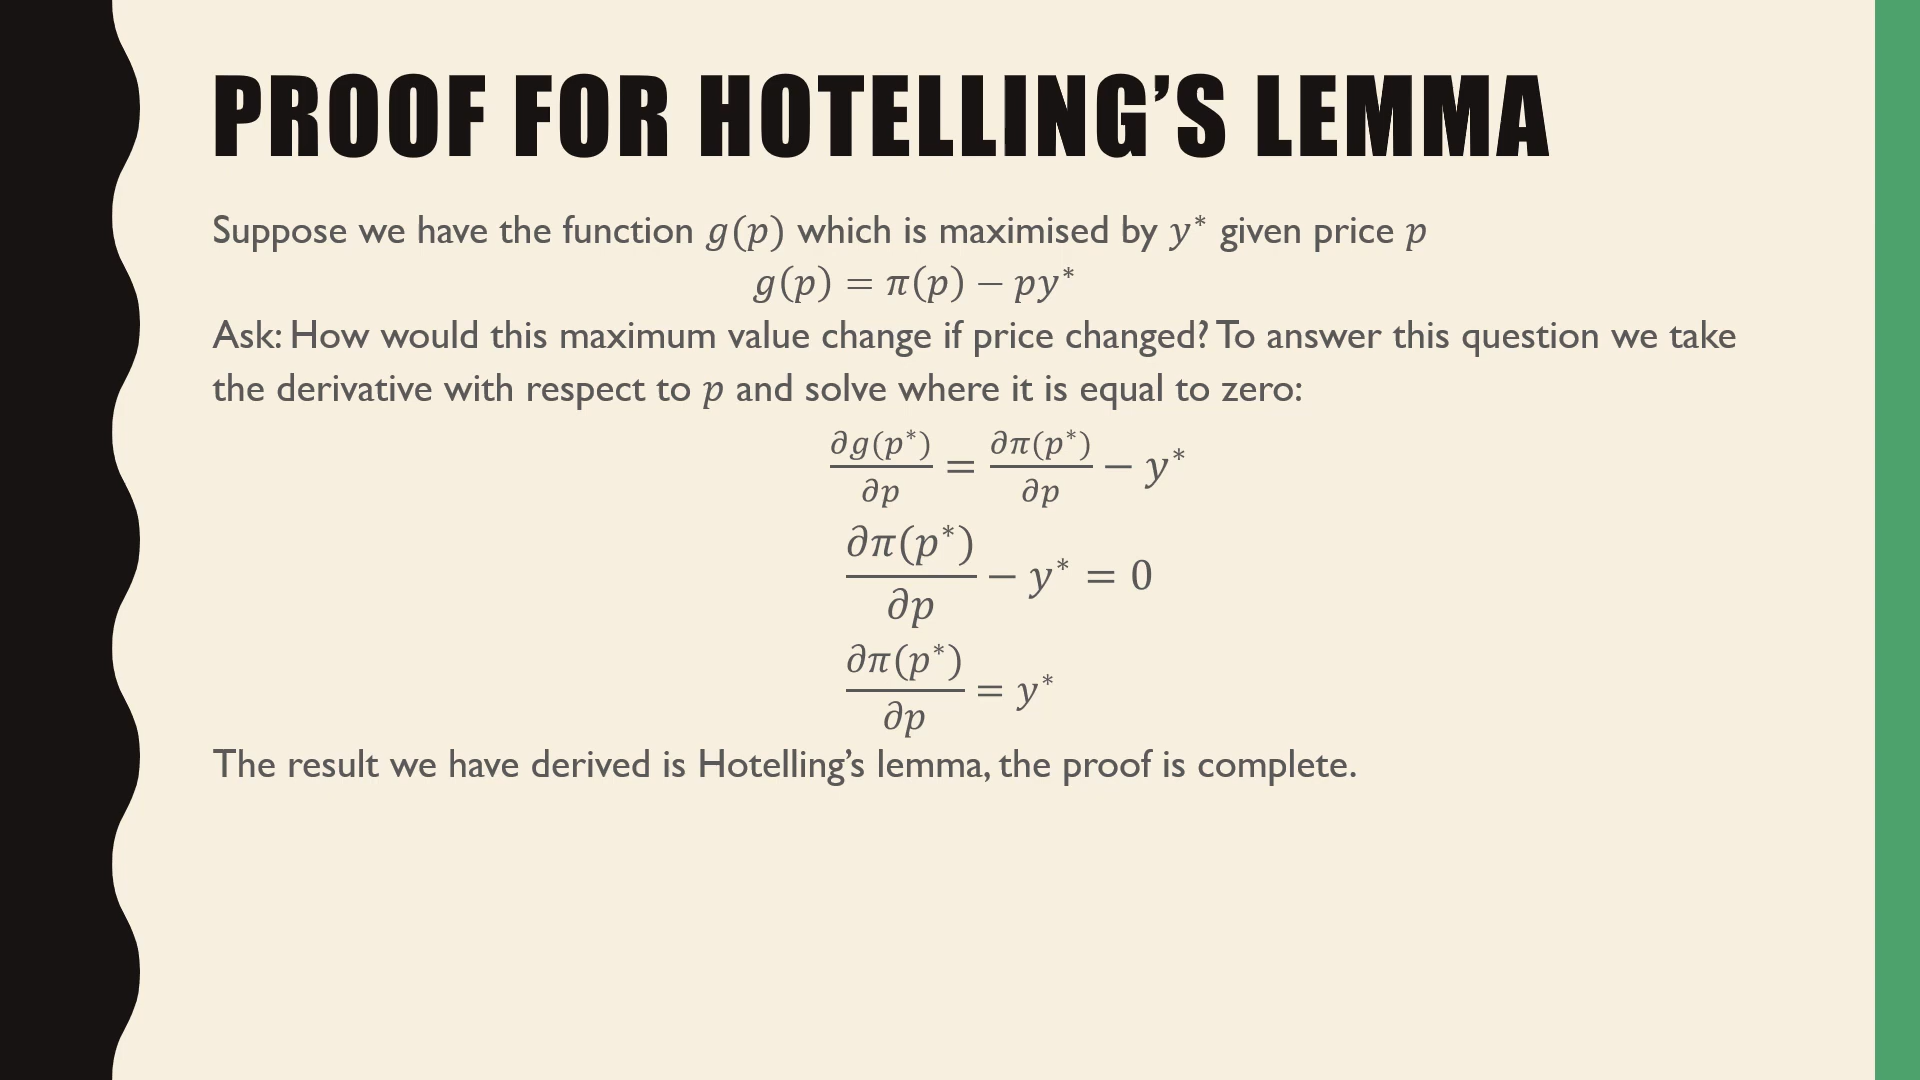 PROOF FOR HOTELLING’S LEMMA
Suppose we have the function g(p) which is maximised by y* given price p
g(p) = π(p) − py*
Ask: How would this maximum value change if price changed? To answer this question we take
the derivative with respect to p and solve where it is equal to zero:
∂g(p*)/∂p = ∂π(p*)/∂p − y*
∂π(p*)/∂p − y* = 0
∂π(p*)/∂p = y*
The result we have derived is Hotelling’s lemma, the proof is complete.